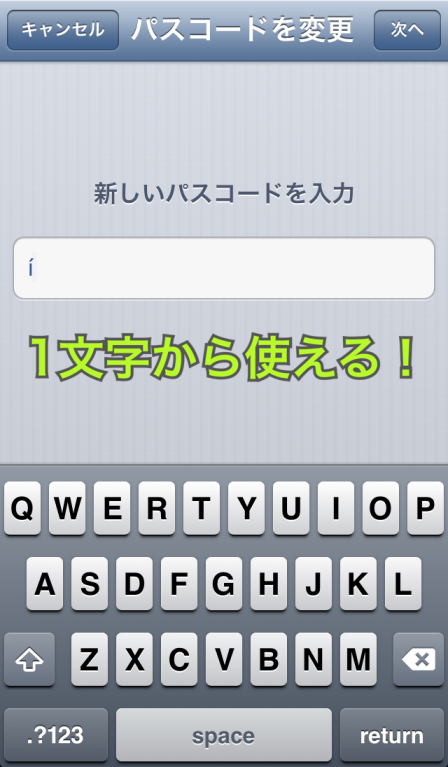 キャンセル パスコードを変更 次へ
新しいパスコードを入力
í
1文字から使える！
Q W E R T Y U I O P
A S D F G H J K L
Z X C V B N M
.?123 space return